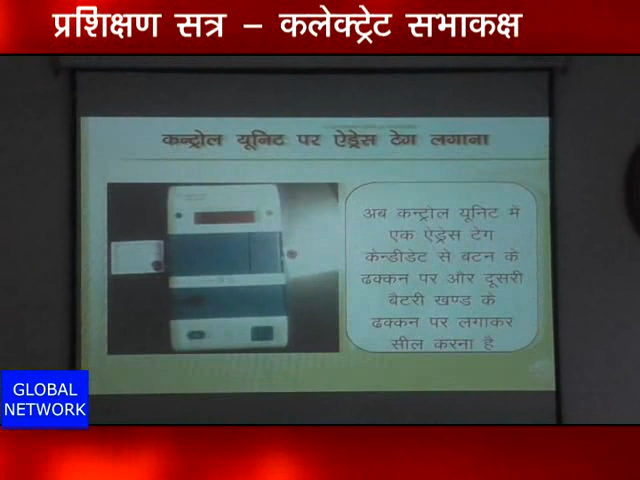 प्रशिक्षण सत्र – कलेक्ट्रेट सभाकक्ष
कन्ट्रोल यूनिट पर ऐड्रेस टेग लगाना
अब कन्ट्रोल यूनिट में
एक ऐड्रेस टेग
केन्डीडेट से बटन के
ढक्कन पर और दूसरी
बैटरी खण्ड के
ढक्कन पर लगाकर
सील करना है
GLOBAL
NETWORK